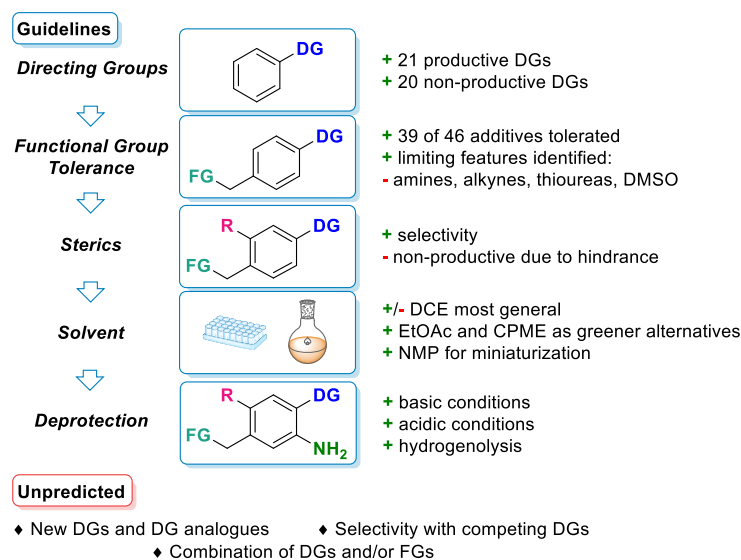 Guidelines
Directing Groups
DG
+ 21 productive DGs
+ 20 non-productive DGs
Functional Group
Tolerance
DG
FG
+ 39 of 46 additives tolerated
+ limiting features identified:
- amines, alkynes, thioureas, DMSO
Sterics
R
DG
FG
+ selectivity
- non-productive due to hindrance
Solvent
+/- DCE most general
+ EtOAc and CPME as greener alternatives
+ NMP for miniaturization
Deprotection
R
DG
FG
NH2
+ basic conditions
+ acidic conditions
+ hydrogenolysis
Unpredicted
♦ New DGs and DG analogues ♦ Selectivity with competing DGs
♦ Combination of DGs and/or FGs